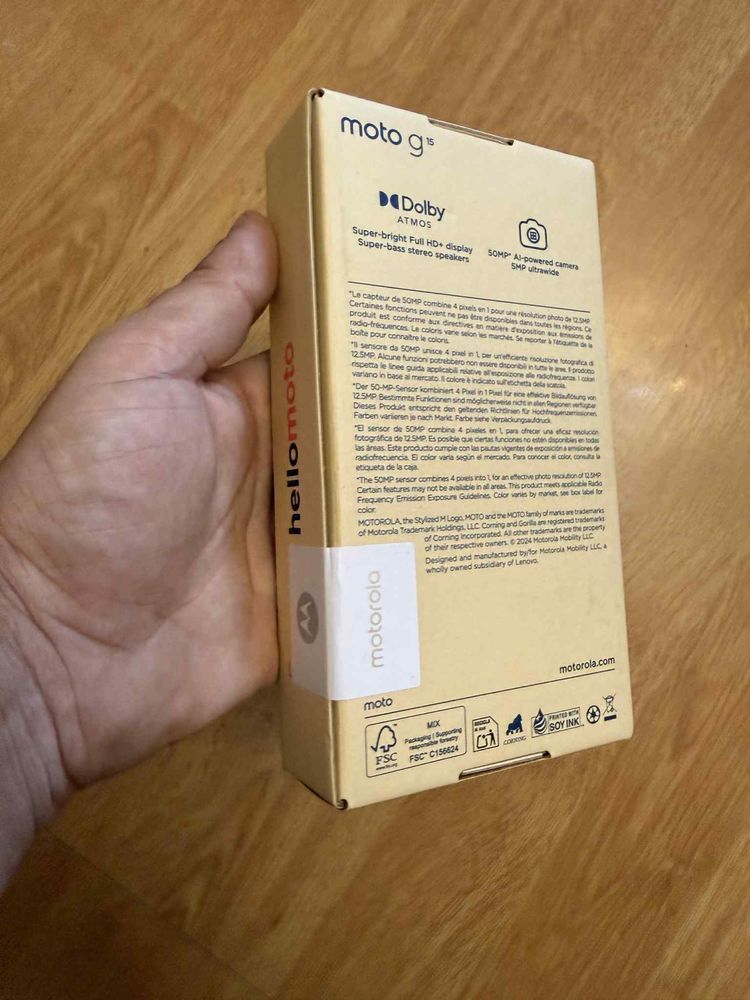 moto g15
Dolby
ATMOS
Super-bright Full HD+ display
Super-bass stereo speakers
50MP* AI-powered camera
5MP ultrawide
*Le capteur de 50MP combine 4 pixels en 1 pour une résolution photo de 12.5MP.
Certaines fonctions peuvent ne pas être disponibles dans toutes les régions. Ce
produit est conforme aux directives en matière d'exposition aux émissions de
radio-fréquences. Le coloris varie selon les marchés. Se reporter à l'étiquette de la
boîte pour connaître le coloris.
*Il sensore da 50MP unisce 4 pixel in 1, per un'efficiente risoluzione fotografica di
12.5MP. Alcune funzioni potrebbero non essere disponibili in tutte le aree. Il prodotto
rispetta le linee guida applicabili relative all'esposizione alle radiofrequenze. I colori
variano in base al mercato. Il colore è indicato sull'etichetta della scatola.
*Der 50-MP-Sensor kombiniert 4 Pixel in 1 Pixel für eine effektive Bildauflösung von
12.5MP. Bestimmte Funktionen sind möglicherweise nicht in allen Regionen verfügbar.
Dieses Produkt entspricht den geltenden Richtlinien für Hochfrequenzemissionen.
Farben variieren je nach Markt. Farbe siehe Verpackungsaufdruck.
*El sensor de 50MP combina 4 píxeles en 1, para ofrecer una eficaz resolución
fotográfica de 12.5MP. Es posible que ciertas funciones no estén disponibles en todas
las áreas. Este producto cumple con las pautas vigentes de exposición a emisiones de
radiofrecuencia. El color varía según el mercado. Para conocer el color, consulta la
etiqueta de la caja.
*The 50MP sensor combines 4 pixels into 1, for an effective photo resolution of 12.5MP.
Certain features may not be available in all areas. This product meets applicable Radio
Frequency Emission Exposure Guidelines. Color varies by market, see box label for
color.
MOTOROLA, the Stylized M Logo, MOTO and the MOTO family of marks are trademarks
of Motorola Trademark Holdings, LLC. Corning and Gorilla are registered trademarks
of Corning Incorporated. All other trademarks are the property
of their respective owners. © 2024 Motorola Mobility LLC.
Designed and manufactured by/for Motorola Mobility LLC, a
wholly owned subsidiary of Lenovo.
hellomoto
motorola
motorola.com
moto
FSC
www.fsc.org
MIX
Packaging | Supporting
responsible forestry
FSC™ C156624
CORNING
PRINTED WITH
SOY INK